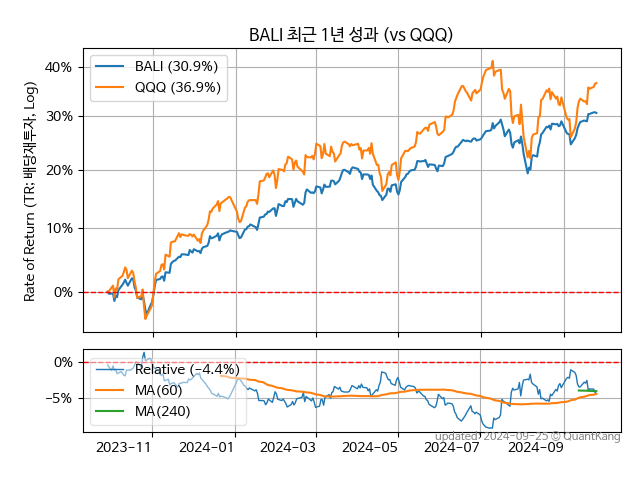 BALI 최근 1년 성과 (vs QQQ)
Rate of Return (TR: 배당재투자, Log)
40%
30%
20%
10%
0%
BALI (30.9%)
QQQ (36.9%)
0%
−5%
Relative (−4.4%)
MA(60)
MA(240)
updated: 2024-09-25 © QuantKang
2023−11
2024−01
2024−03
2024−05
2024−07
2024−09